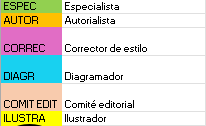 ESPEC Especialista
AUTOR Autorialista
CORREC Corrector de estilo
DIAGR Diagramador
COMIT EDIT Comité editorial
ILUSTRA Ilustrador